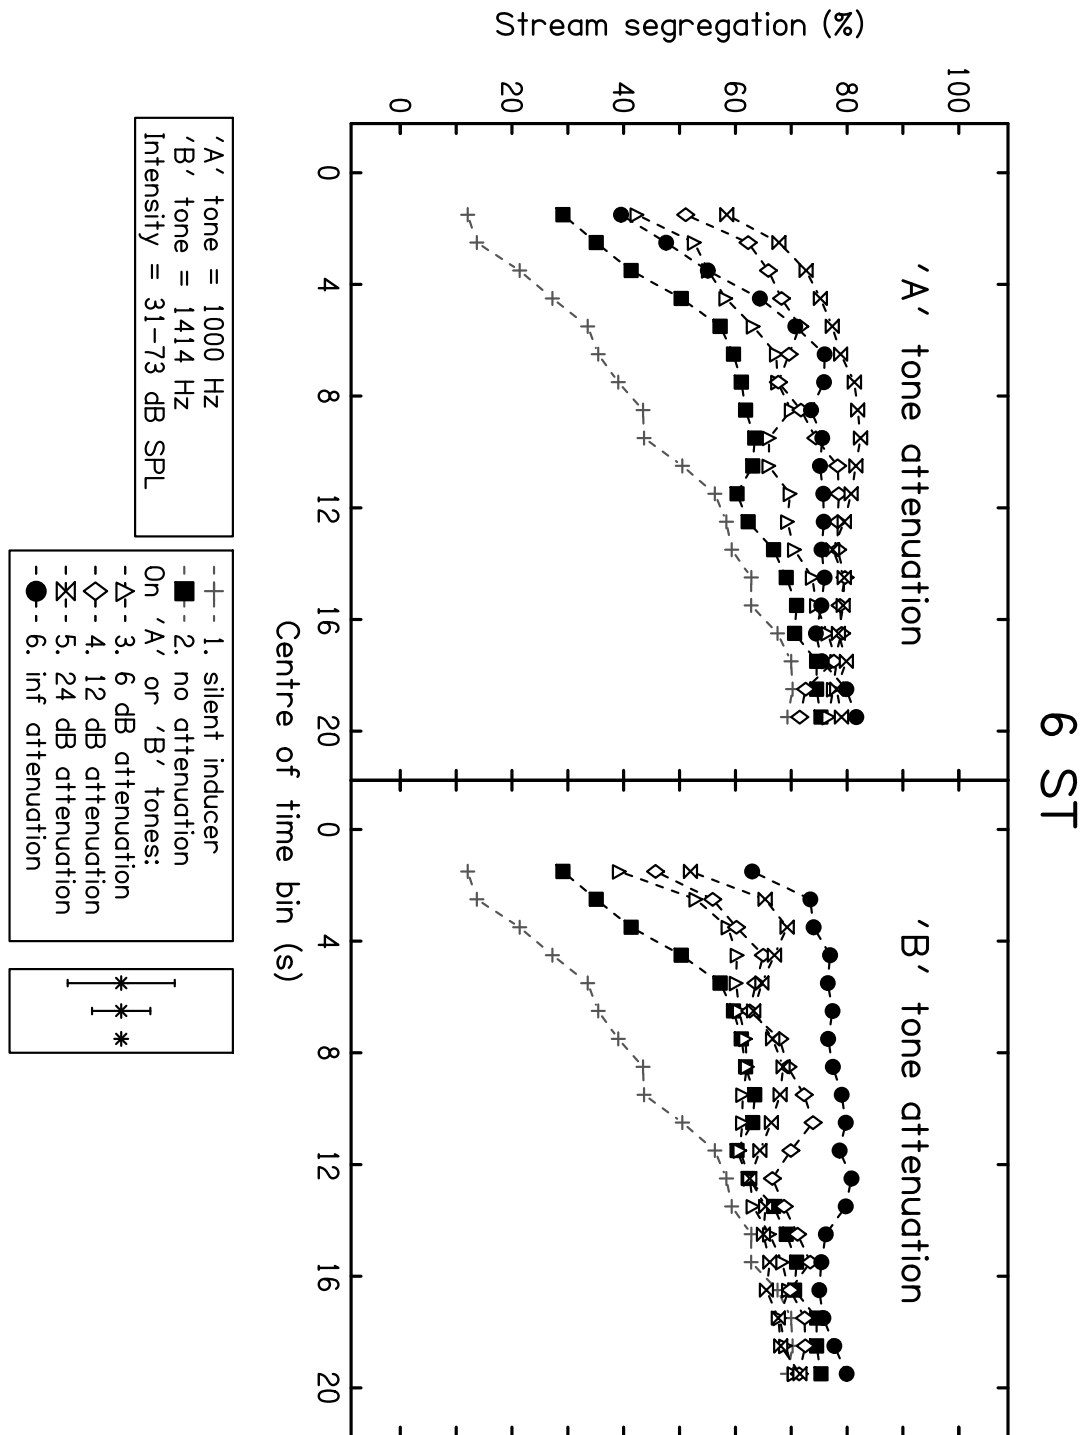 6 ST
'A' tone attenuation
'B' tone attenuation
Stream segregation (%)
100
80
60
40
20
0
0 4 8 12 16 20
0 4 8 12 16 20
Centre of time bin (s)
'A' tone = 1000 Hz
'B' tone = 1414 Hz
Intensity = 31-73 dB SPL
1. silent inducer
2. no attenuation
On 'A' or 'B' tones:
3. 6 dB attenuation
4. 12 dB attenuation
5. 24 dB attenuation
6. inf attenuation